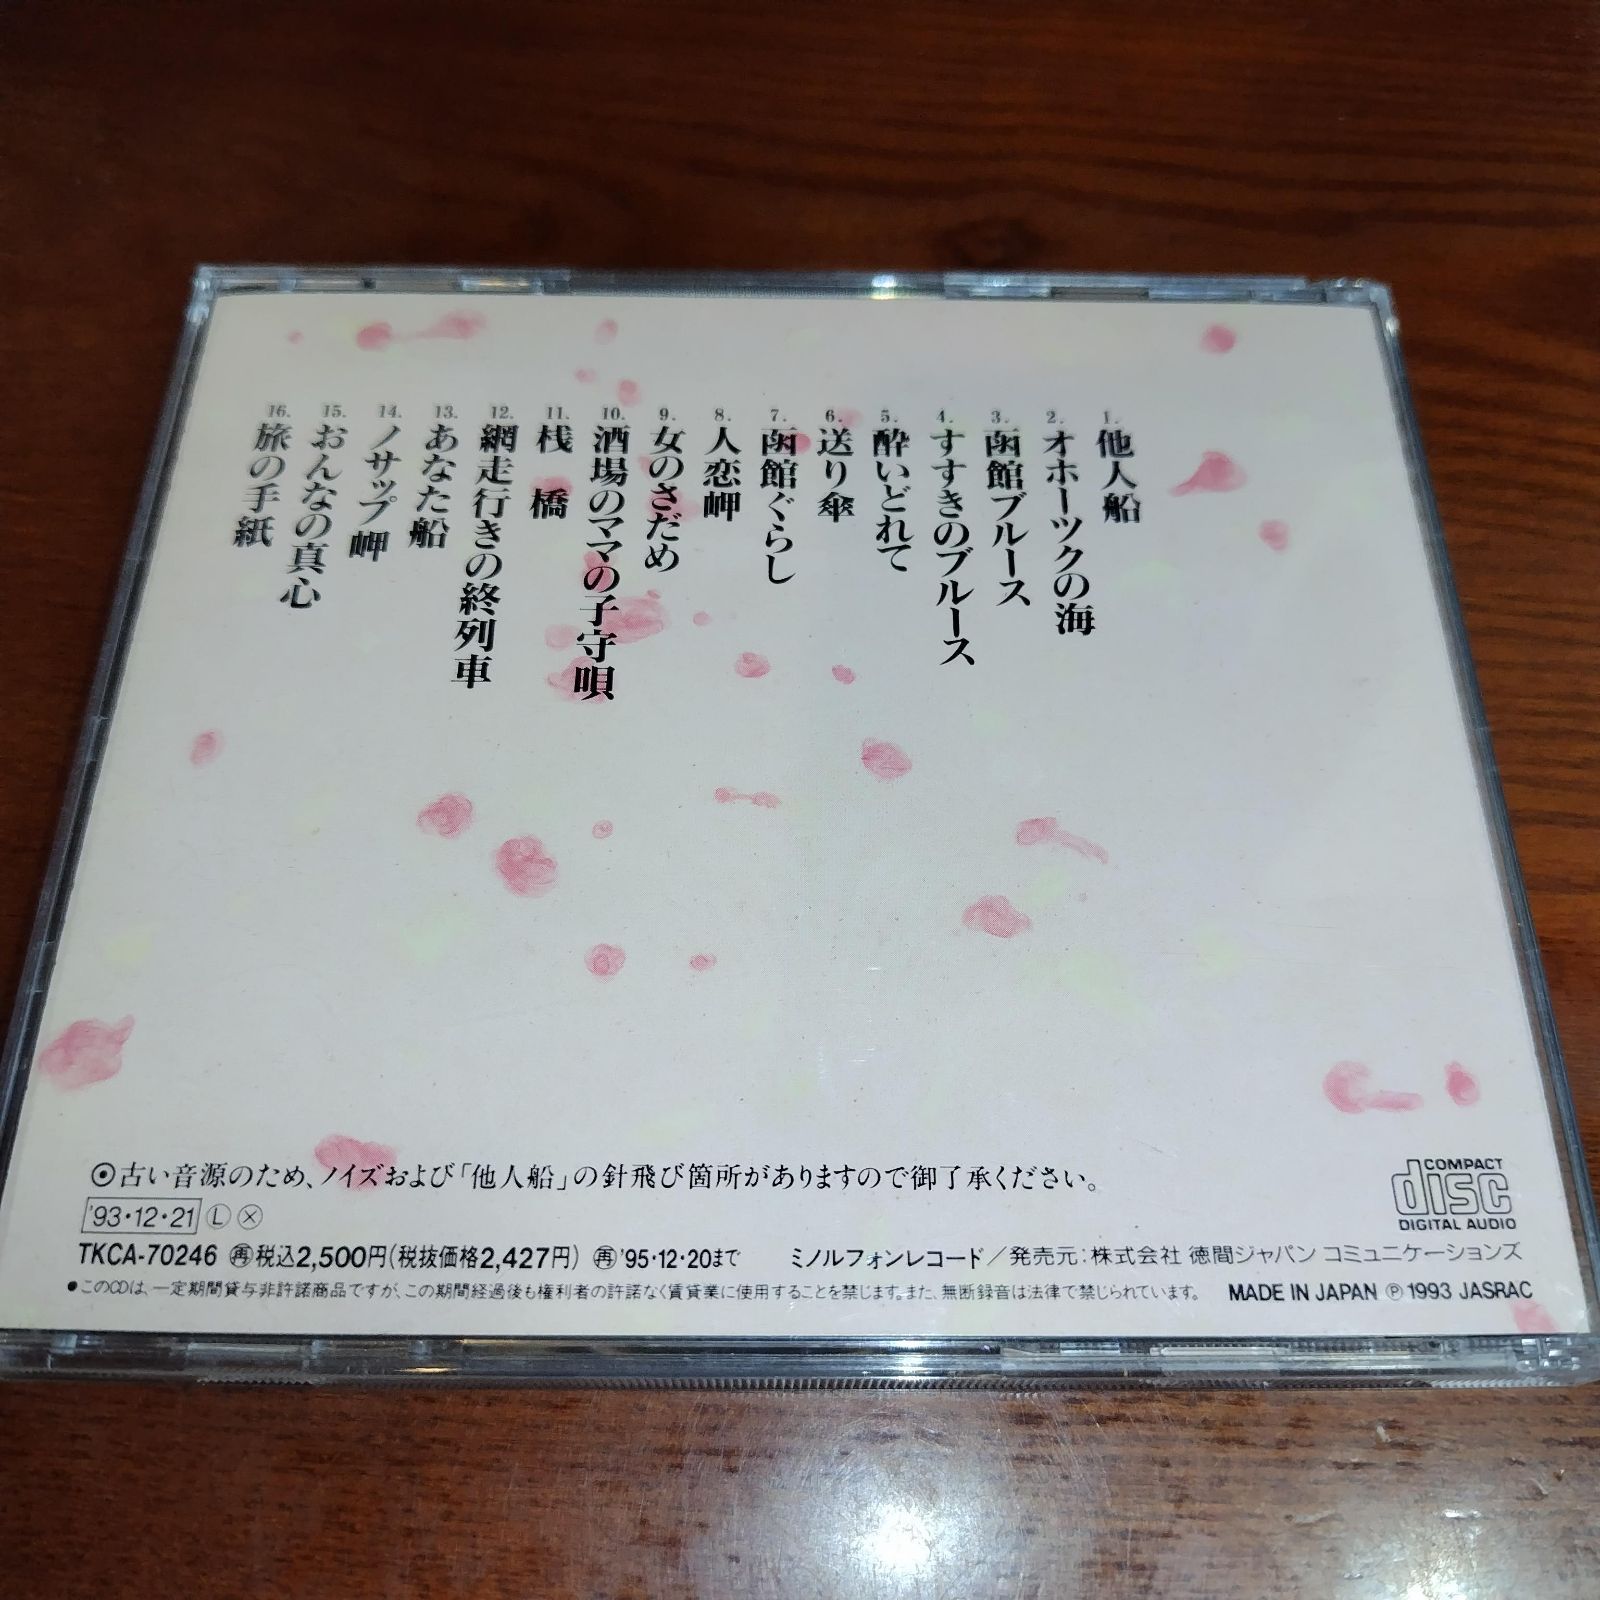 1. 他人船
2. オホーツクの海
3. 函館ブルース
4. すすきのブルース
5. 酔いどれて
6. 送り傘
7. 函館ぐらし
8. 人恋岬
9. 女のさだめ
10. 酒場のママの子守唄
11. 桟 橋
12. 網走行きの終列車
13. あなた船
14. ノサップ岬
15. おんなの真心
16. 旅の手紙
⦿古い音源のため、ノイズおよび「他人船」の針飛び箇所がありますので御了承ください。
COMPACT
disc
DIGITAL AUDIO
'93・12・21 Ⓛ ⓧ
TKCA-70246 ㊢税込2,500円(税抜価格2,427円) 再'95・12・20まで ミノルフォンレコード/発売元:株式会社 徳間ジャパン コミュニケーションズ
●このCDは、一定期間貸与非許諾商品ですが、この期間経過後も権利者の許諾なく賃貸業に使用することを禁じます。また、無断録音は法律で禁じられています。 MADE IN JAPAN Ⓟ1993 JASRAC